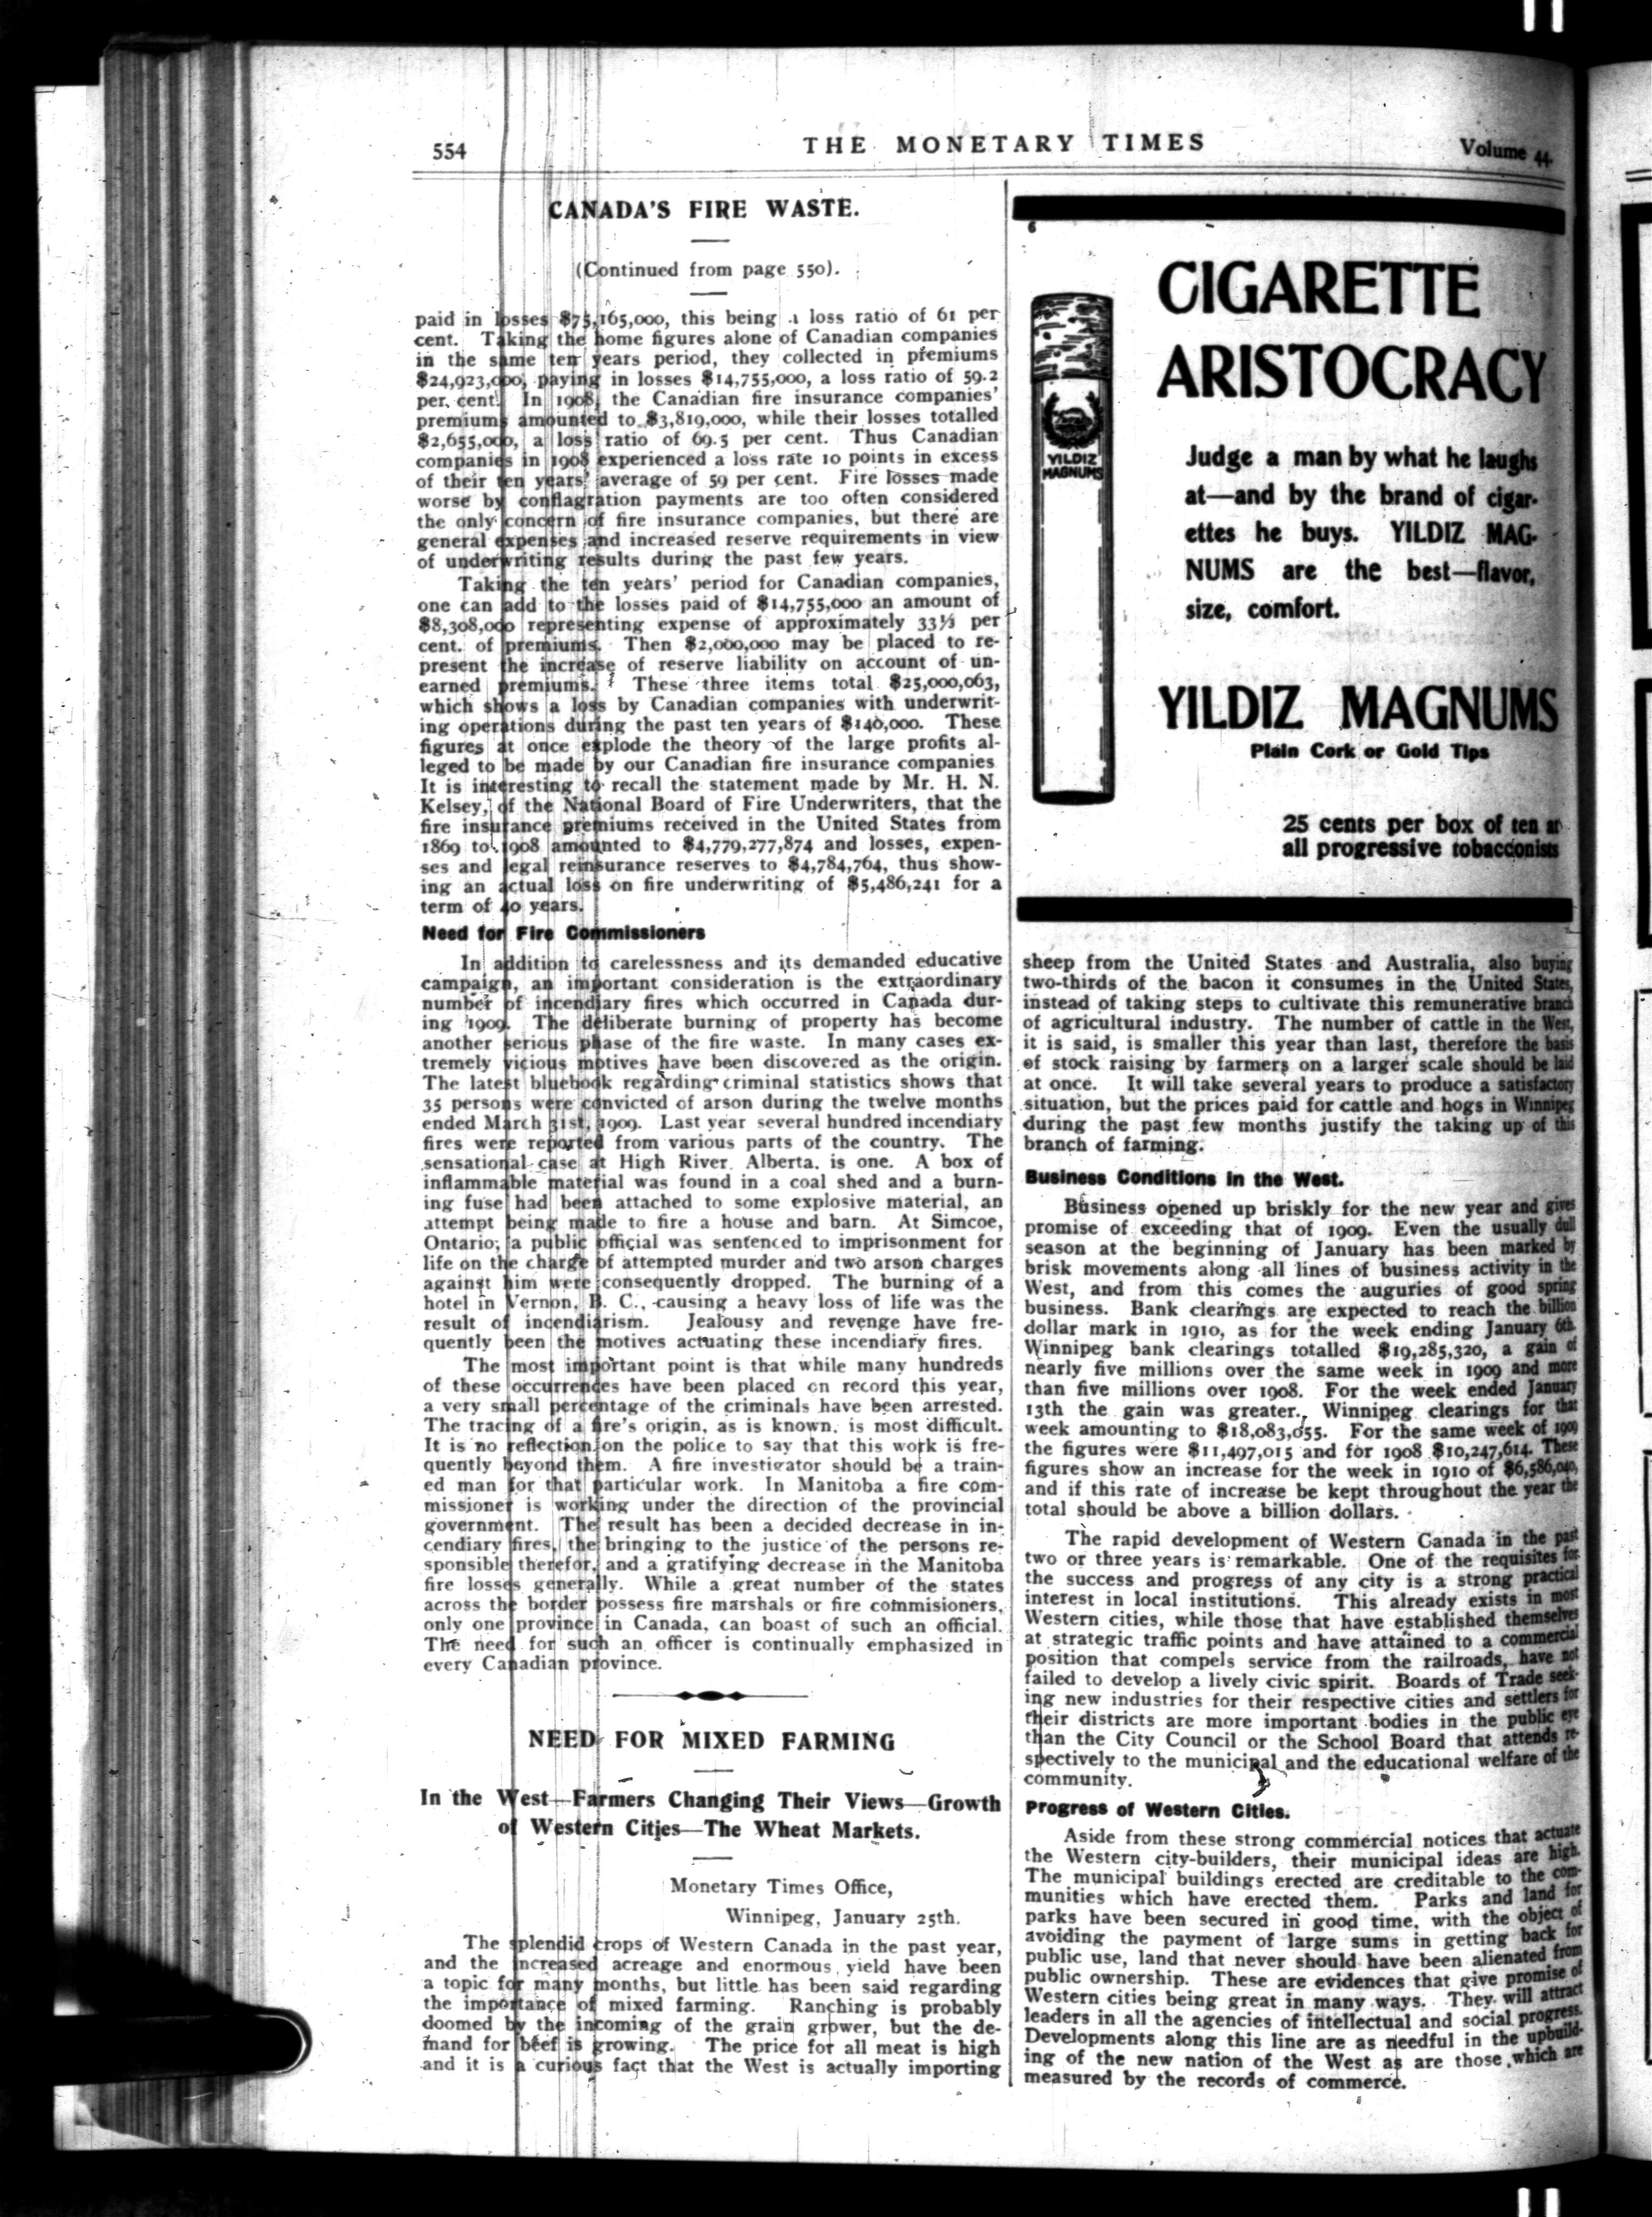 554
THE MONETARY TIMES
Volume 44.
CANADA'S FIRE WASTE.
(Continued from page 550).
paid in losses $75,165,000, this being a loss ratio of 61 per
cent. Taking the home figures alone of Canadian companies
in the same ten years period, they collected in premiums
$24,923,000, paying in losses $14,755,000, a loss ratio of 59.2
per cent. In 1908, the Canadian fire insurance companies'
premiums amounted to $3,819,000, while their losses totalled
$2,655,000, a loss ratio of 69.5 per cent. Thus Canadian
companies in 1908 experienced a loss rate 10 points in excess
of their ten years' average of 59 per cent. Fire losses made
worse by conflagration payments are too often considered
the only concern of fire insurance companies, but there are
general expenses and increased reserve requirements in view
of underwriting results during the past few years.
Taking the ten years' period for Canadian companies,
one can add to the losses paid of $14,755,000 an amount of
$8,308,000 representing expense of approximately 33⅓ per
cent. of premiums. Then $2,000,000 may be placed to re-
present the increase of reserve liability on account of un-
earned premiums. These three items total $25,000,063,
which shows a loss by Canadian companies with underwrit-
ing operations during the past ten years of $140,000. These
figures at once explode the theory of the large profits al-
leged to be made by our Canadian fire insurance companies
It is interesting to recall the statement made by Mr. H. N.
Kelsey, of the National Board of Fire Underwriters, that the
fire insurance premiums received in the United States from
1869 to 1908 amounted to $4,779,277,874 and losses, expen-
ses and legal reinsurance reserves to $4,784,764, thus show-
ing an actual loss on fire underwriting of $5,486,241 for a
term of 40 years.
Need for Fire Commissioners
In addition to carelessness and its demanded educative
campaign, an important consideration is the extraordinary
number of incendiary fires which occurred in Canada dur-
ing 1909. The deliberate burning of property has become
another serious phase of the fire waste. In many cases ex-
tremely vicious motives have been discovered as the origin.
The latest bluebook regarding criminal statistics shows that
35 persons were convicted of arson during the twelve months
ended March 31st, 1909. Last year several hundred incendiary
fires were reported from various parts of the country. The
sensational case at High River, Alberta, is one. A box of
inflammable material was found in a coal shed and a burn-
ing fuse had been attached to some explosive material, an
attempt being made to fire a house and barn. At Simcoe,
Ontario, a public official was sentenced to imprisonment for
life on the charge of attempted murder and two arson charges
against him were consequently dropped. The burning of a
hotel in Vernon, B. C., causing a heavy loss of life was the
result of incendiarism. Jealousy and revenge have fre-
quently been the motives actuating these incendiary fires.
The most important point is that while many hundreds
of these occurrences have been placed on record this year,
a very small percentage of the criminals have been arrested.
The tracing of a fire's origin, as is known, is most difficult.
It is no reflection on the police to say that this work is fre-
quently beyond them. A fire investigator should be a train-
ed man for that particular work. In Manitoba a fire com-
missioner is working under the direction of the provincial
government. The result has been a decided decrease in in-
cendiary fires, the bringing to the justice of the persons re-
sponsible therefor, and a gratifying decrease in the Manitoba
fire losses generally. While a great number of the states
across the border possess fire marshals or fire commisioners,
only one province in Canada, can boast of such an official.
The need for such an officer is continually emphasized in
every Canadian province.
NEED FOR MIXED FARMING
In the West—Farmers Changing Their Views—Growth
of Western Cities—The Wheat Markets.
Monetary Times Office,
Winnipeg, January 25th.
The splendid crops of Western Canada in the past year,
and the increased acreage and enormous yield have been
a topic for many months, but little has been said regarding
the importance of mixed farming. Ranching is probably
doomed by the incoming of the grain grower, but the de-
mand for beef is growing. The price for all meat is high
and it is a curious fact that the West is actually importing
CIGARETTE
ARISTOCRACY
YILDIZ
MAGNUMS
Judge a man by what he laughs
at—and by the brand of cigar-
ettes he buys. YILDIZ MAG-
NUMS are the best—flavor,
size, comfort.
YILDIZ MAGNUMS
Plain Cork or Gold Tips
25 cents per box of ten at
all progressive tobacconists
sheep from the United States and Australia, also buying
two-thirds of the bacon it consumes in the United States,
instead of taking steps to cultivate this remunerative branch
of agricultural industry. The number of cattle in the West,
it is said, is smaller this year than last, therefore the basis
of stock raising by farmers on a larger scale should be laid
at once. It will take several years to produce a satisfactory
situation, but the prices paid for cattle and hogs in Winnipeg
during the past few months justify the taking up of this
branch of farming.
Business Conditions in the West.
Business opened up briskly for the new year and gives
promise of exceeding that of 1909. Even the usually dull
season at the beginning of January has been marked by
brisk movements along all lines of business activity in the
West, and from this comes the auguries of good spring
business. Bank clearings are expected to reach the billion
dollar mark in 1910, as for the week ending January 6th.
Winnipeg bank clearings totalled $19,285,320, a gain of
nearly five millions over the same week in 1909 and more
than five millions over 1908. For the week ended January
13th the gain was greater., Winnipeg clearings for that
week amounting to $18,083,055. For the same week of 1909
the figures were $11,497,015 and for 1908 $10,247,614. These
figures show an increase for the week in 1910 of $6,586,040,
and if this rate of increase be kept throughout the year the
total should be above a billion dollars.
The rapid development of Western Canada in the past
two or three years is remarkable. One of the requisites for
the success and progress of any city is a strong practical
interest in local institutions. This already exists in most
Western cities, while those that have established themselves
at strategic traffic points and have attained to a commercial
position that compels service from the railroads, have not
failed to develop a lively civic spirit. Boards of Trade seek-
ing new industries for their respective cities and settlers for
their districts are more important bodies in the public eye
than the City Council or the School Board that attends re-
spectively to the municipal and the educational welfare of the
community.
Progress of Western Cities.
Aside from these strong commercial notices that actuate
the Western city-builders, their municipal ideas are high.
The municipal buildings erected are creditable to the com-
munities which have erected them. Parks and land for
parks have been secured in good time, with the object of
avoiding the payment of large sums in getting back for
public use, land that never should have been alienated from
public ownership. These are evidences that give promise of
Western cities being great in many ways. They will attract
leaders in all the agencies of intellectual and social progress.
Developments along this line are as needful in the upbuild-
ing of the new nation of the West as are those which are
measured by the records of commerce.